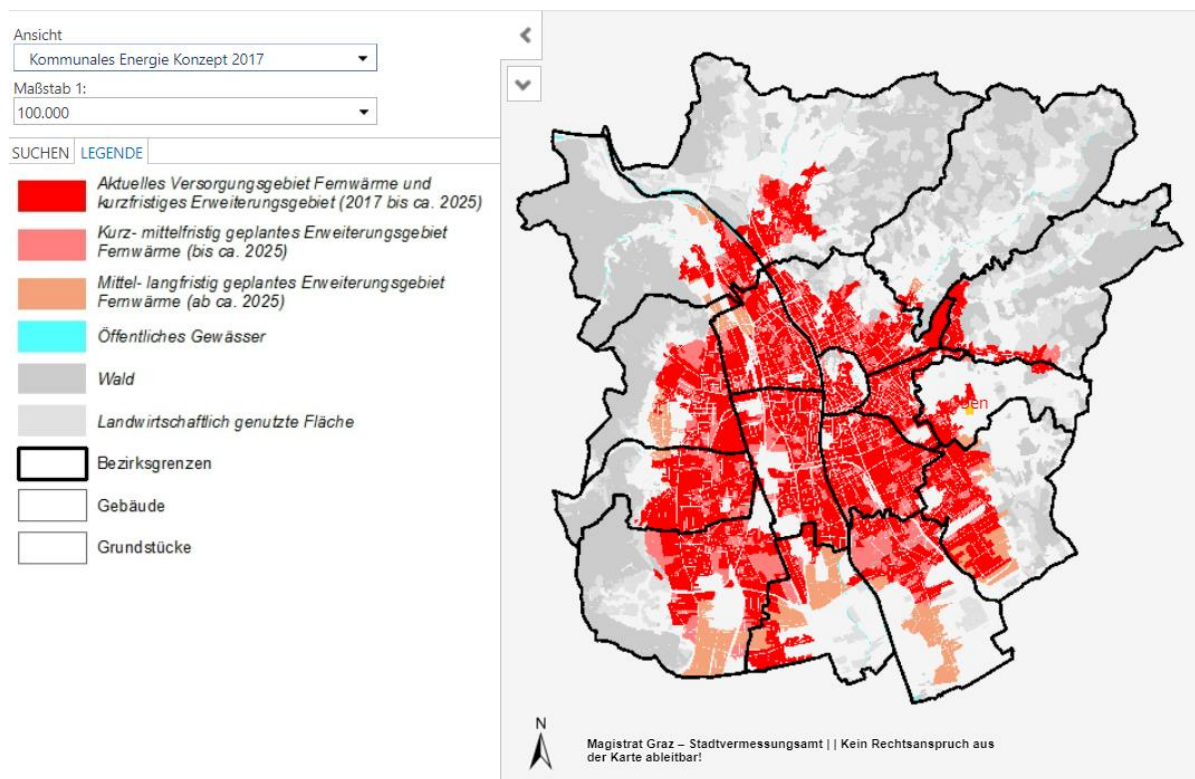 Ansicht
Kommunales Energie Konzept 2017
Maßstab 1:
100.000
SUCHEN LEGENDE
Aktuelles Versorgungsgebiet Fernwärme und
kurzfristiges Erweiterungsgebiet (2017 bis ca. 2025)
Kurz- mittelfristig geplantes Erweiterungsgebiet
Fernwärme (bis ca. 2025)
Mittel- langfristig geplantes Erweiterungsgebiet
Fernwärme (ab ca. 2025)
Öffentliches Gewässer
Wald
Landwirtschaftlich genutzte Fläche
Bezirksgrenzen
Gebäude
Grundstücke
N
Magistrat Graz – Stadtvermessungsamt | | Kein Rechtsanspruch aus
der Karte ableitbar!